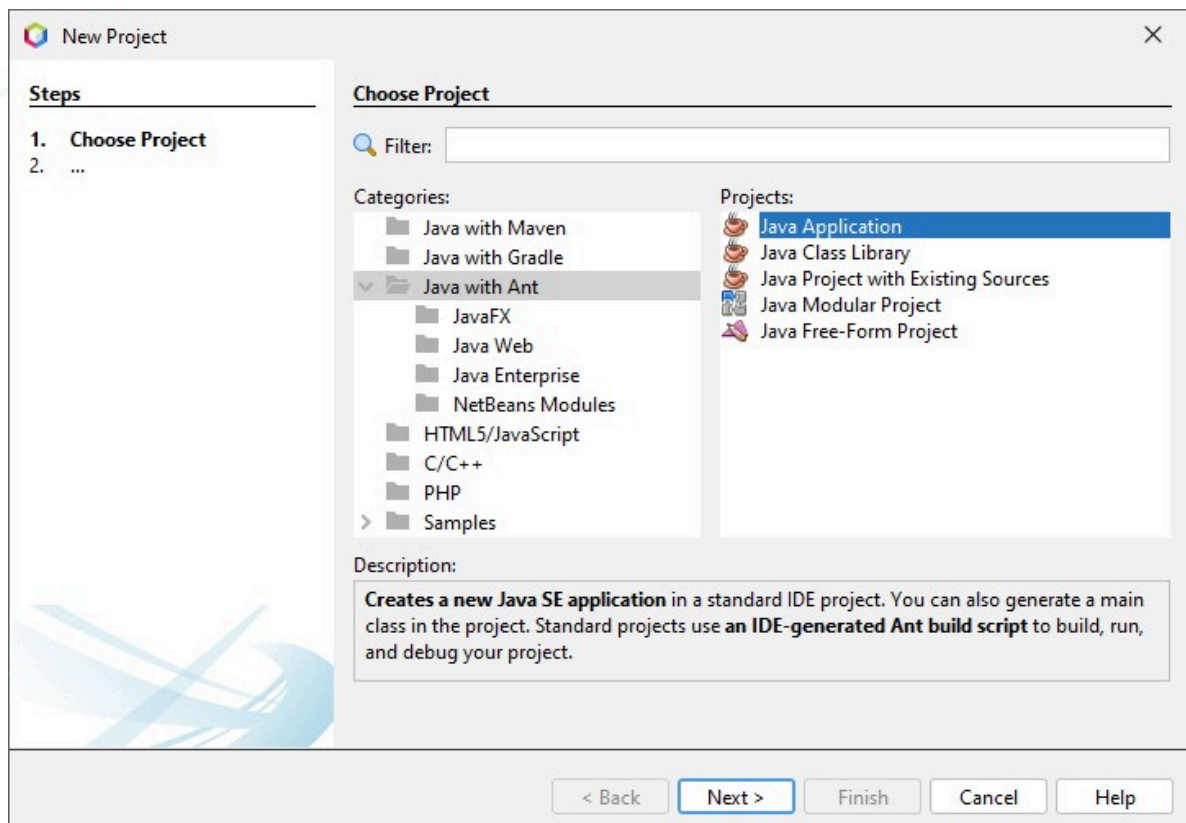 New Project
Steps
1. Choose Project
2. ...
Choose Project
Filter:
Categories:
Java with Maven
Java with Gradle
Java with Ant
JavaFX
Java Web
Java Enterprise
NetBeans Modules
HTML5/JavaScript
C/C++
PHP
Samples
Projects:
Java Application
Java Class Library
Java Project with Existing Sources
Java Modular Project
Java Free-Form Project
Description:
Creates a new Java SE application in a standard IDE project. You can also generate a main
class in the project. Standard projects use an IDE-generated Ant build script to build, run,
and debug your project.
< Back
Next >
Finish
Cancel
Help